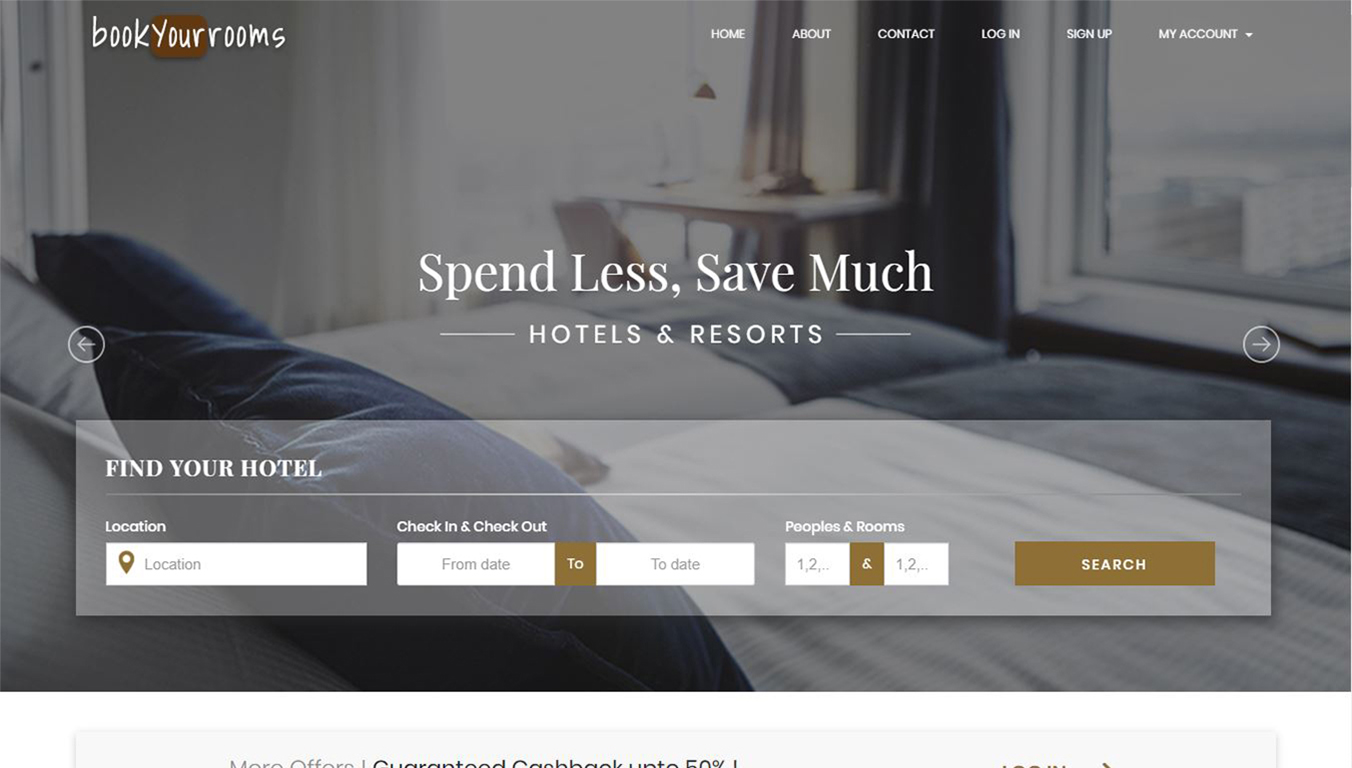 bookYourrooms
HOME ABOUT CONTACT LOG IN SIGN UP MY ACCOUNT
Spend Less, Save Much
HOTELS & RESORTS
FIND YOUR HOTEL
Location Check In & Check Out Peoples & Rooms
Location From date To To date 1,2,.. & 1,2,.. SEARCH
More Offers | Guaranteed Cashback upto 50% !
LOG IN